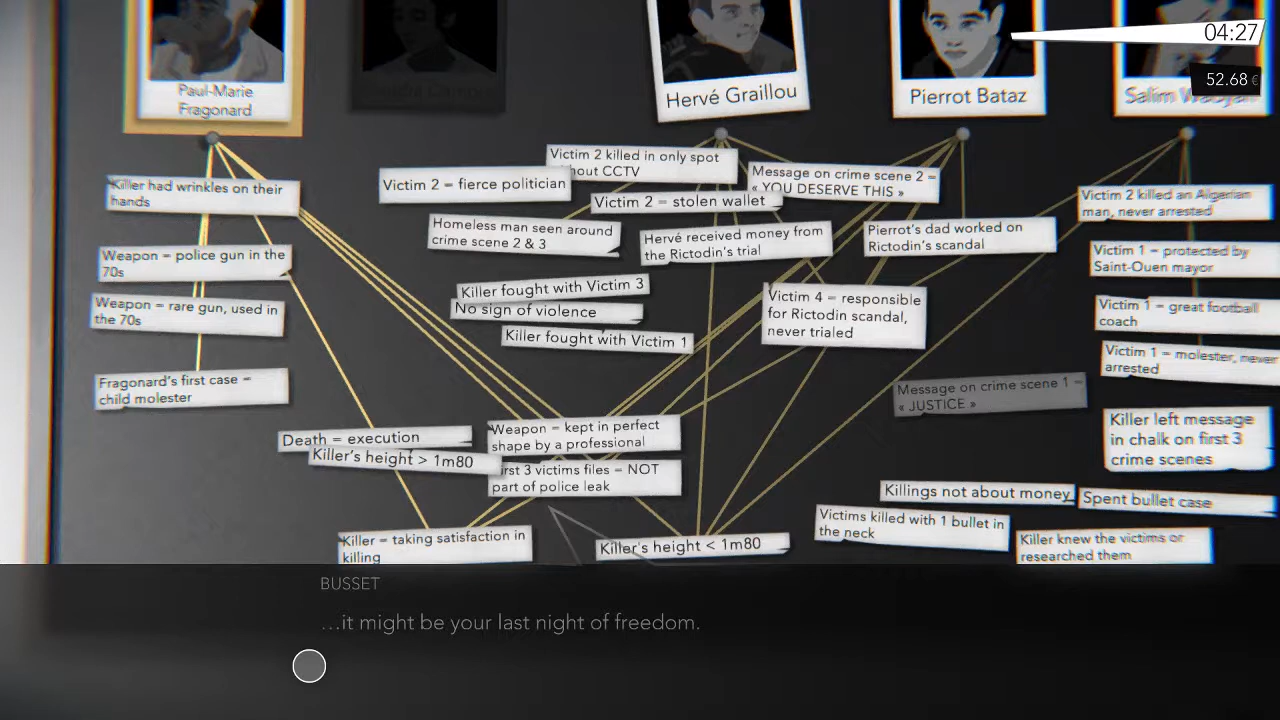 04:27
52.68 €
Paul-Marie
Fragonard
Hervé Graillou
Pierrot Bataz
Salim
Killer had wrinkles on their
hands
Victim 2 = fierce politician
Victim 2 killed in only spot
CCTV
Message on crime scene 2 =
« YOU DESERVE THIS »
Victim 2 = stolen wallet
Victim 2 killed an Algerian
man, never arrested
Homeless man seen around
crime scene 2 & 3
Hervé received money from
the Rictodin's trial
Pierrot's dad worked on
Rictodin's scandal
Weapon = police gun in the
70s
Victim 1 = protected by
Saint-Ouen mayor
Killer fought with Victim 3
No sign of violence
Killer fought with Victim 1
Victim 4 = responsible
for Rictodin scandal,
never trialed
Weapon = rare gun, used in
the 70s
Victim 1 = great football
coach
Victim 1 = molester, never
arrested
Fragonard's first case =
child molester
Message on crime scene 1 =
« JUSTICE »
Killer left message
in chalk on first 3
crime scenes
Death = execution
Killer's height > 1m80
Weapon = kept in perfect
shape by a professional
3 victims files = NOT
part of police leak
Killings not about money
Spent bullet case
Killer = taking satisfaction in
killing
Killer's height < 1m80
Victims killed with 1 bullet in
the neck
Killer knew the victims or
researched them
BUSSET
...it might be your last night of freedom.